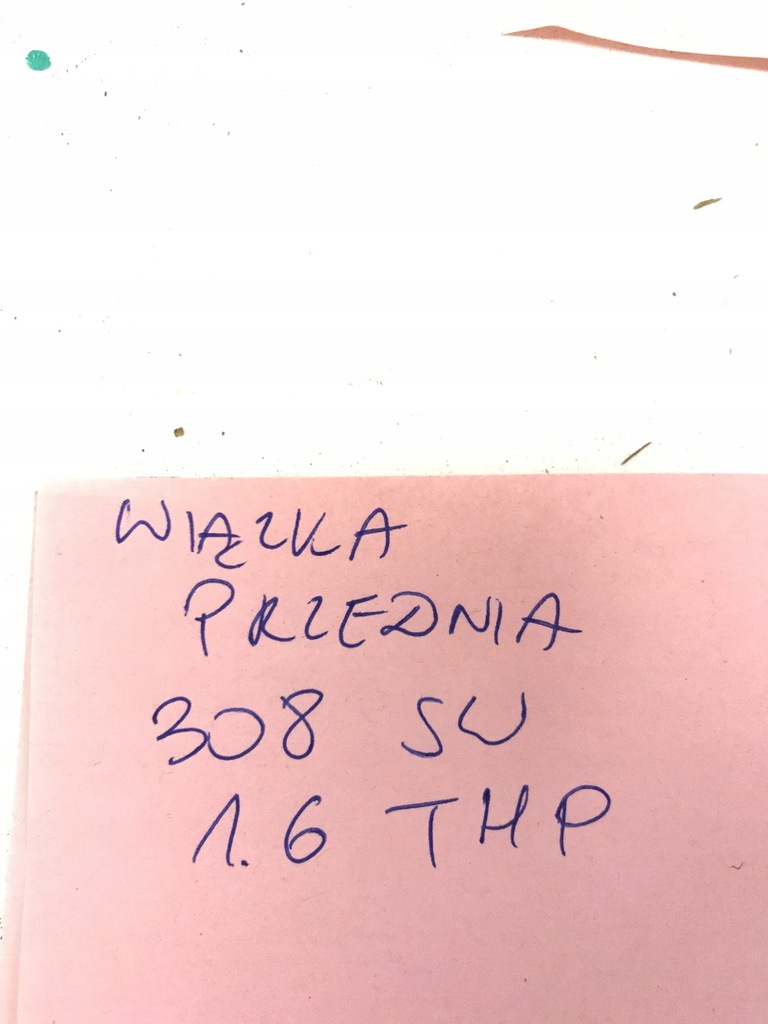 WIĄZKA
PRZEDNIA
308 SW
1.6 THP